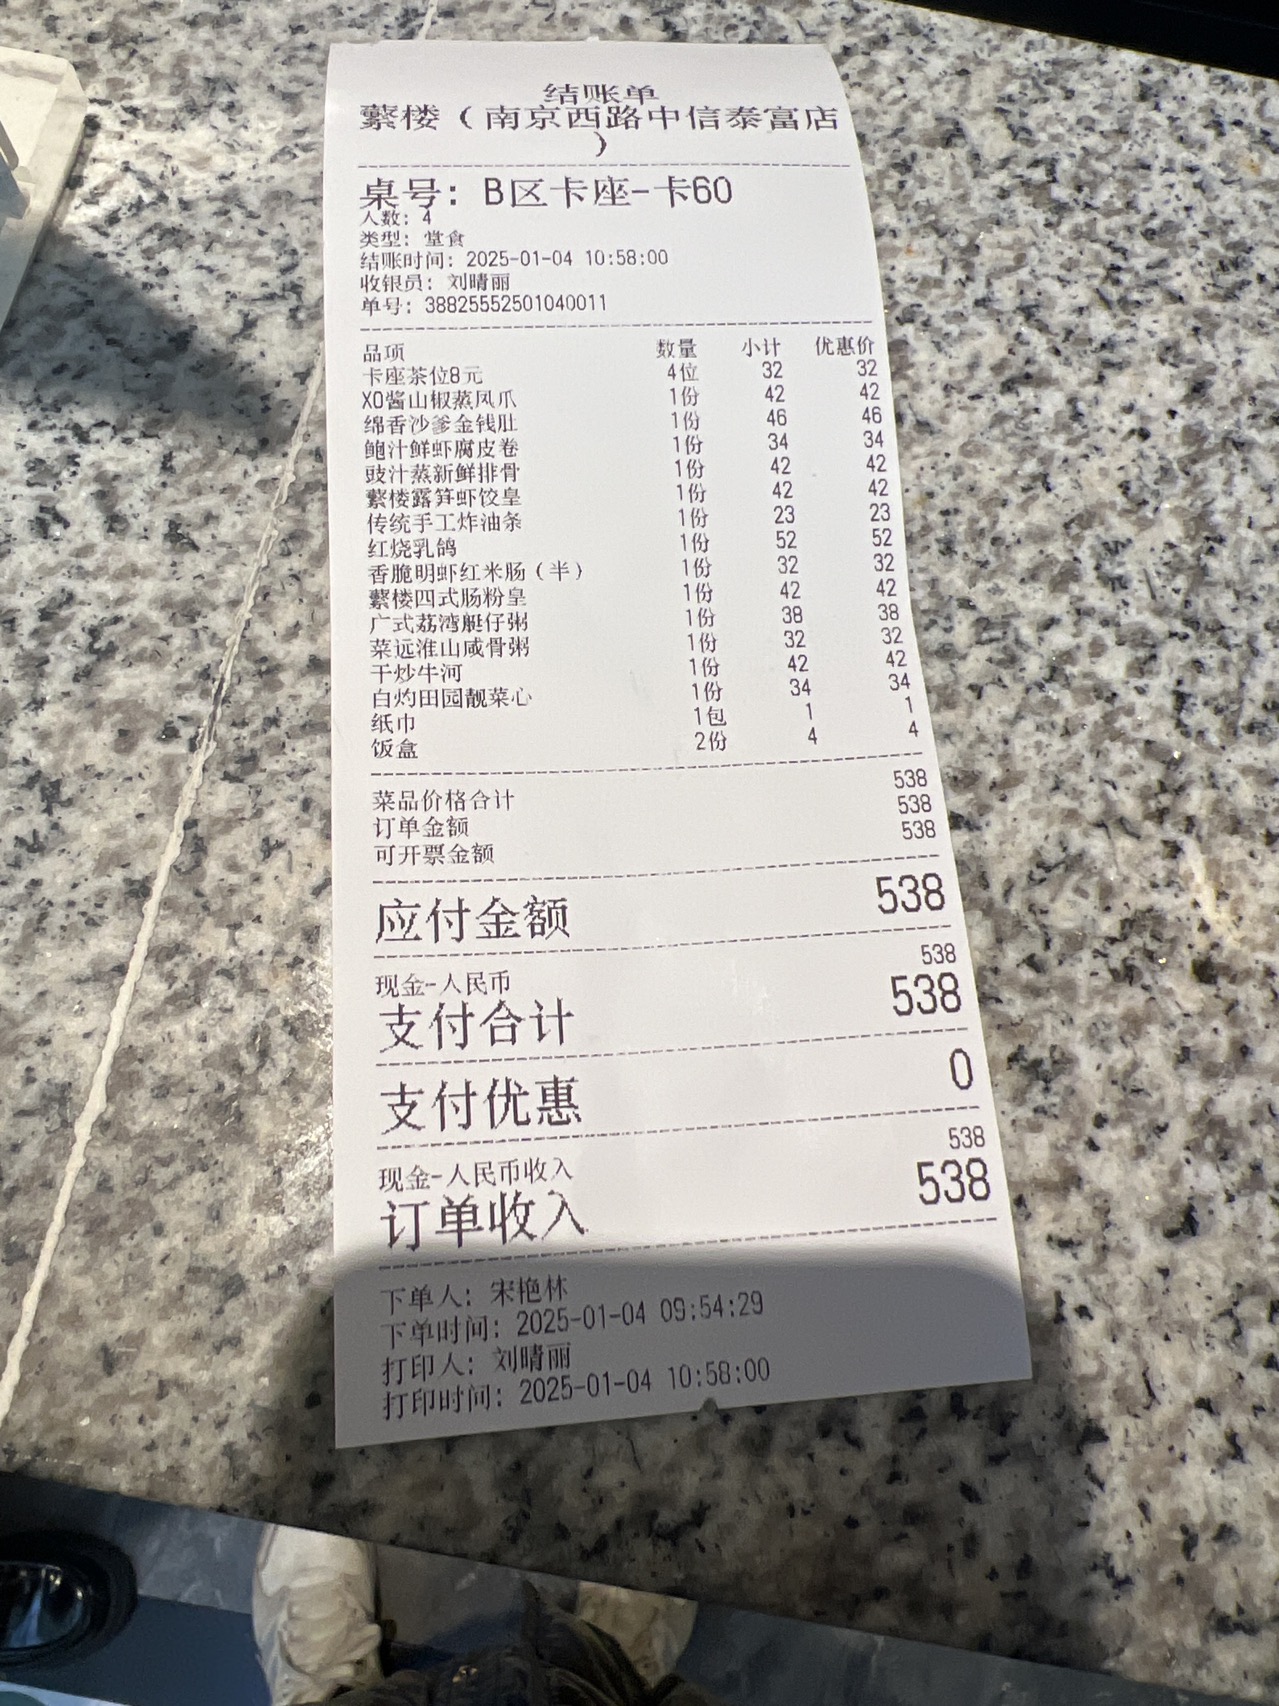 结账单
蘩楼（南京西路中信泰富店
）
桌号：B区卡座-卡60
人数：4
类型：堂食
结账时间：2025-01-04 10:58:00
收银员：刘晴丽
单号：38825552501040011
品项 数量 小计 优惠价
卡座茶位8元 4位 32 32
XO酱山椒蒸凤爪 1份 42 42
绵香沙爹金钱肚 1份 46 46
鲍汁鲜虾腐皮卷 1份 34 34
豉汁蒸新鲜排骨 1份 42 42
蘩楼露笋虾饺皇 1份 42 42
传统手工炸油条 1份 23 23
红烧乳鸽 1份 52 52
香脆明虾红米肠（半） 1份 32 32
蘩楼四式肠粉皇 1份 42 42
广式荔湾艇仔粥 1份 38 38
菜远淮山咸骨粥 1份 32 32
干炒牛河 1份 42 42
白灼田园靓菜心 1份 34 34
纸巾 1包 1 1
饭盒 2份 4 4
菜品价格合计 538
订单金额 538
可开票金额 538
应付金额 538
现金-人民币 538
支付合计 538
支付优惠 0
现金-人民币收入 538
订单收入 538
下单人：宋艳林
下单时间：2025-01-04 09:54:29
打印人：刘晴丽
打印时间：2025-01-04 10:58:00